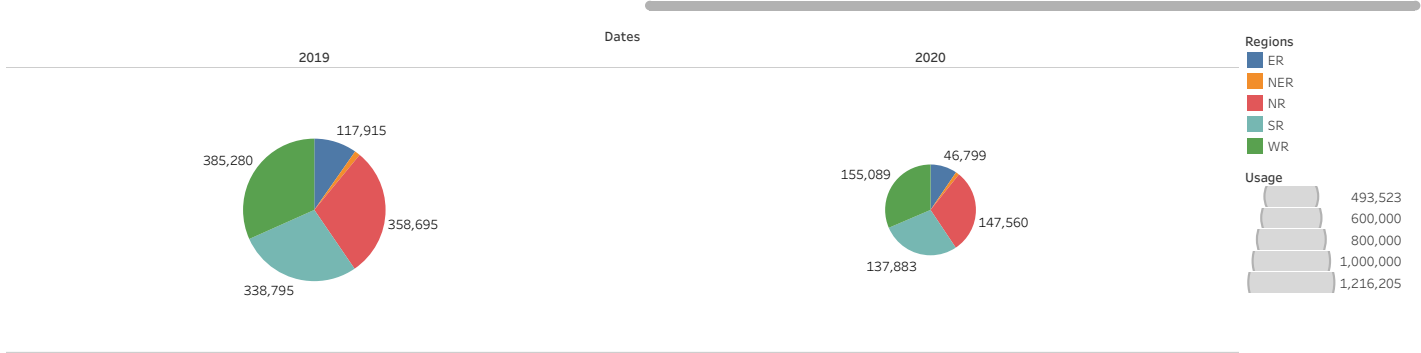 Dates
2019
2020
117,915
385,280
358,695
338,795
46,799
155,089
147,560
137,883
Regions
ER
NER
NR
SR
WR
Usage
493,523
600,000
800,000
1,000,000
1,216,205